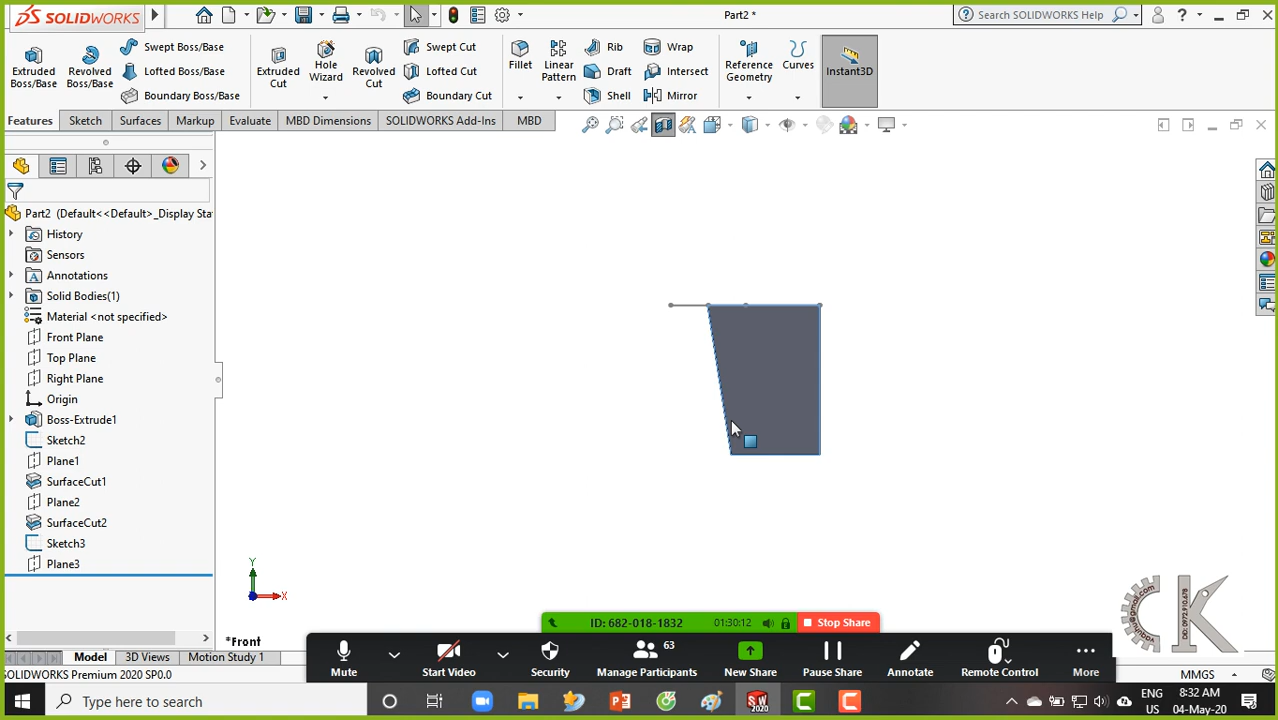 SOLIDWORKS
Part2 *
Search SOLIDWORKS Help
Extruded Boss/Base
Revolved Boss/Base
Swept Boss/Base
Lofted Boss/Base
Boundary Boss/Base
Extruded Cut
Hole Wizard
Revolved Cut
Swept Cut
Lofted Cut
Boundary Cut
Fillet
Linear Pattern
Rib
Draft
Shell
Wrap
Intersect
Mirror
Reference Geometry
Curves
Instant3D
Features Sketch Surfaces Markup Evaluate MBD Dimensions SOLIDWORKS Add-Ins MBD
Part2 (Default<<Default>_Display Sta
History
Sensors
Annotations
Solid Bodies(1)
Material <not specified>
Front Plane
Top Plane
Right Plane
Origin
Boss-Extrude1
Sketch2
Plane1
SurfaceCut1
Plane2
SurfaceCut2
Sketch3
Plane3
Y
X
*Front
ID: 682-018-1832
01:30:12
Stop Share
Model 3D Views Motion Study 1
Mute
Start Video
Security
63
Manage Participants
New Share
Pause Share
Annotate
Remote Control
More
DĐ: 0972.910.678
SOLIDWORKS Premium 2020 SP0.0
MMGS
Type here to search
SW
2020
ENG
US
8:32 AM
04-May-20